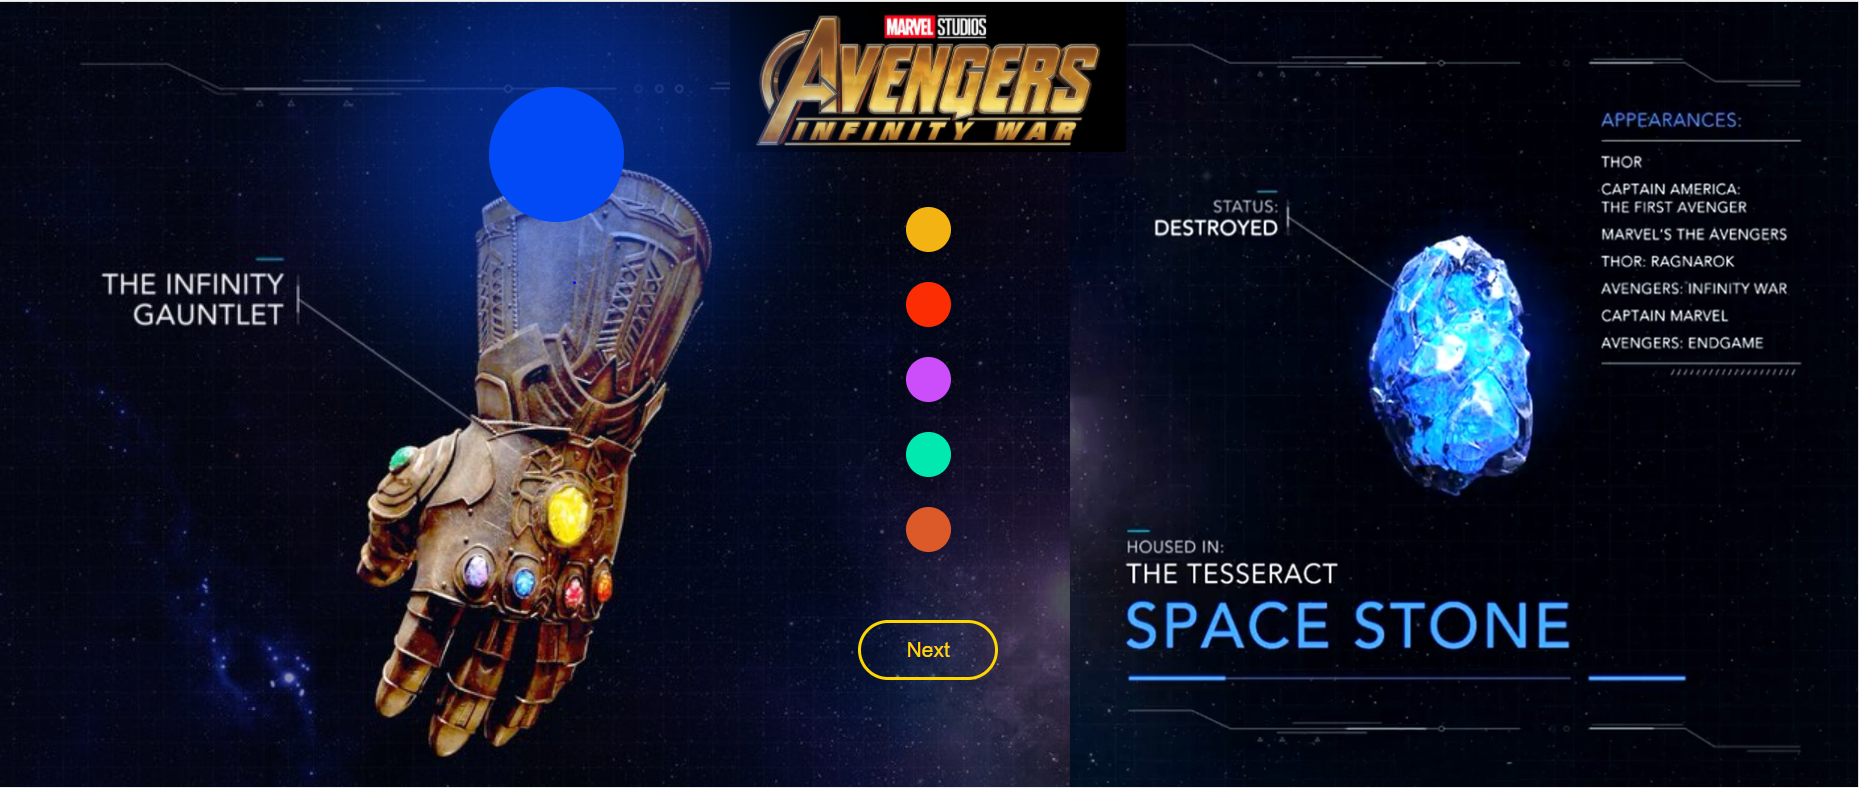 MARVEL STUDIOS
AVENGERS
INFINITY WAR
THE INFINITY
GAUNTLET
Next
STATUS:
DESTROYED
APPEARANCES:
THOR
CAPTAIN AMERICA:
THE FIRST AVENGER
MARVEL'S THE AVENGERS
THOR: RAGNAROK
AVENGERS: INFINITY WAR
CAPTAIN MARVEL
AVENGERS: ENDGAME
HOUSED IN:
THE TESSERACT
SPACE STONE